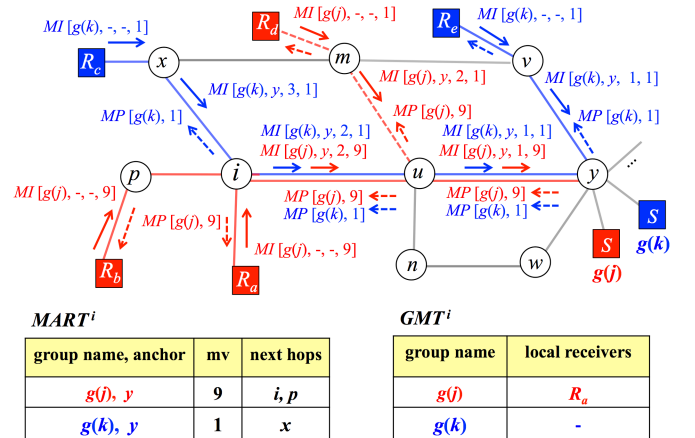 MI [g(k), -, -, 1]
R_d
MI [g(j), -, -, 1]
R_e
MI [g(k), -, -, 1]
R_c
x
m
v
MI [g(k), y, 3, 1]
MI [g(j), y, 2, 1]
MI [g(k), y, 1, 1]
MP [g(k), 1]
MP [g(j), 9]
MP [g(k), 1]
MI [g(k), y, 2, 1]
MI [g(j), y, 2, 9]
MI [g(k), y, 1, 1]
MI [g(j), y, 1, 9]
p
i
u
y
...
MI [g(j), -, -, 9]
MP [g(j), 9]
MP [g(k), 1]
MP [g(j), 9]
MP [g(k), 1]
MP [g(j), 9]
S
g(k)
MI [g(j), -, -, 9]
S
g(j)
R_b
R_a
n
w
MART^i
group name, anchor mv next hops
g(j), y 9 i, p
g(k), y 1 x
GMT^i
group name local receivers
g(j) R_a
g(k) -